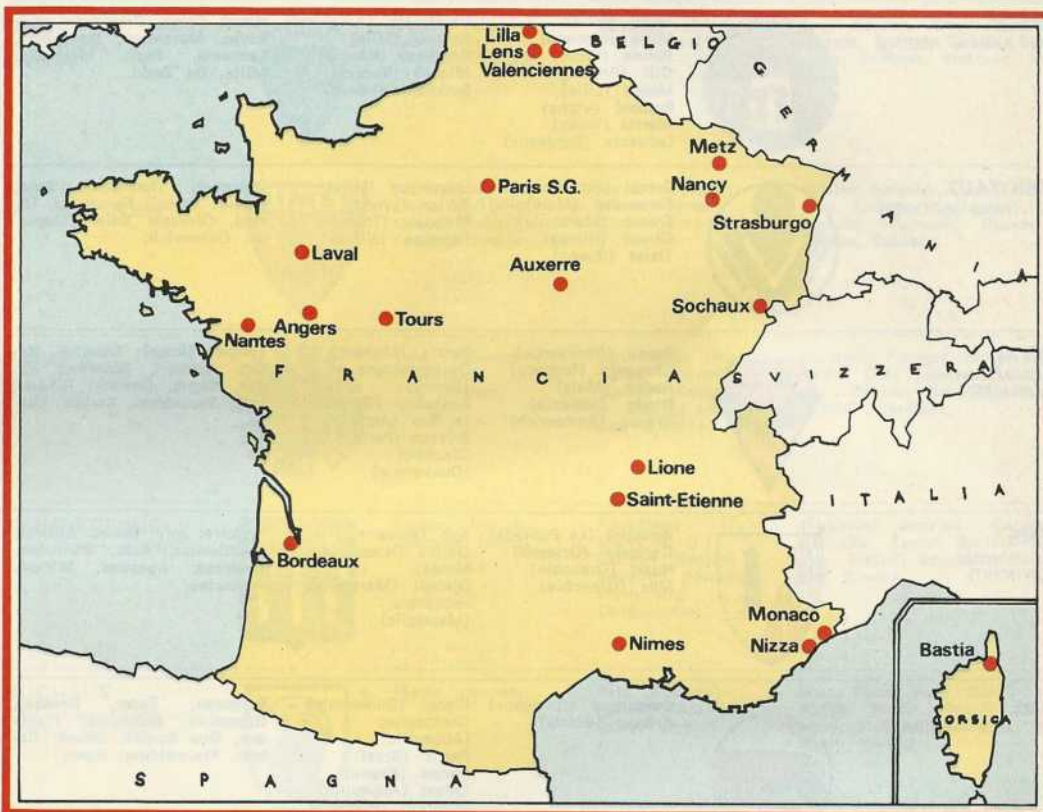 Lilla
Lens
Valenciennes
BELGIO
GERMANIA
Metz
Nancy
Strasburgo
Paris S.G.
Laval
Auxerre
Sochaux
Angers
Tours
Nantes
FRANCIA
SVIZZERA
Lione
Saint-Etienne
ITALIA
Bordeaux
Monaco
Nimes
Nizza
Bastia
CORSICA
SPAGNA